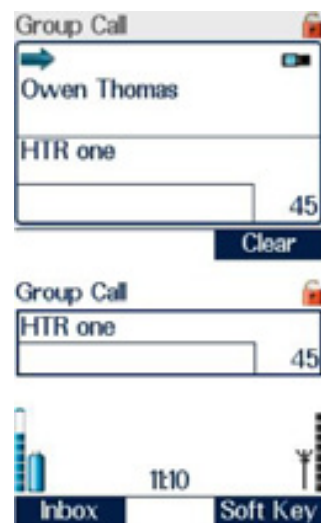 Group Call
Owen Thomas
HTR one
45
Clear
Group Call
HTR one
45
11:10
Inbox Soft Key